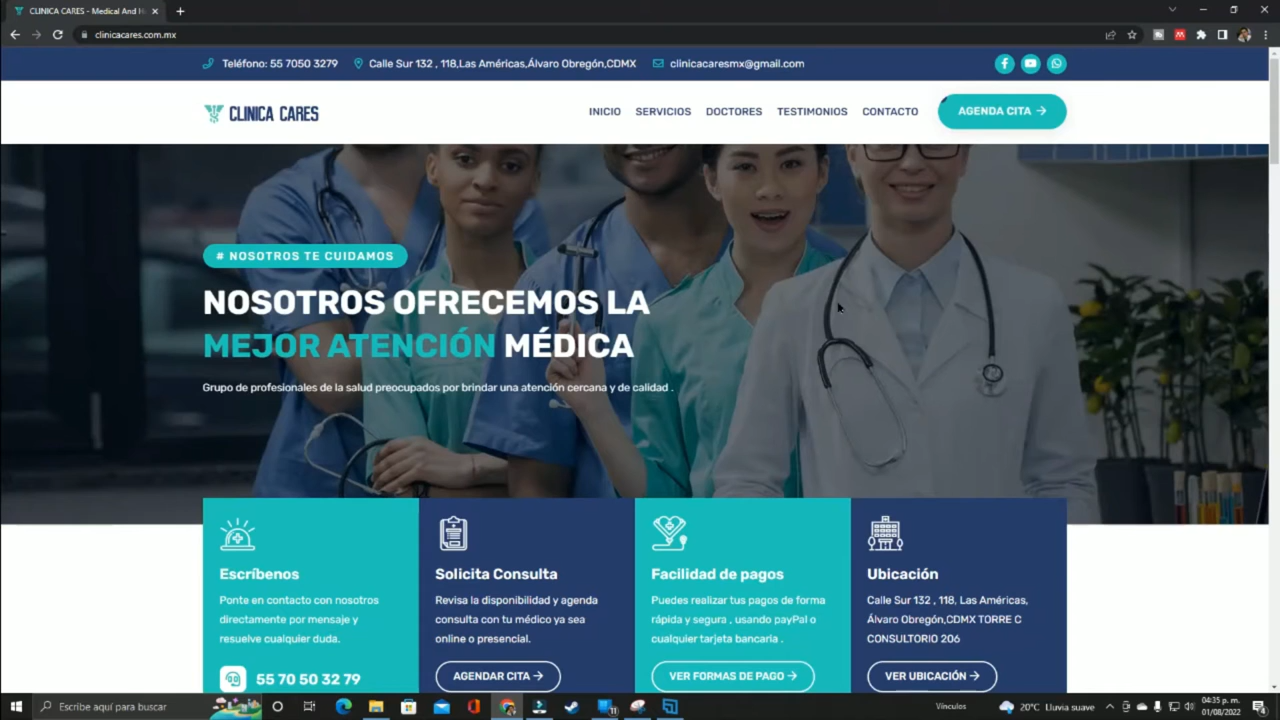 CLINICA CARES - Medical And H
clinicacares.com.mx
Teléfono: 55 7050 3279
Calle Sur 132 , 118,Las Américas,Álvaro Obregón,CDMX
clinicacaresmx@gmail.com
CLINICA CARES
INICIO
SERVICIOS
DOCTORES
TESTIMONIOS
CONTACTO
AGENDA CITA
# NOSOTROS TE CUIDAMOS
NOSOTROS OFRECEMOS LA
MEJOR ATENCIÓN MÉDICA
Grupo de profesionales de la salud preocupados por brindar una atención cercana y de calidad .
Escríbenos
Ponte en contacto con nosotros
directamente por mensaje y
resuelve cualquier duda.
55 70 50 32 79
Solicita Consulta
Revisa la disponibilidad y agenda
consulta con tu médico ya sea
online o presencial.
AGENDAR CITA
Facilidad de pagos
Puedes realizar tus pagos de forma
rápida y segura , usando payPal o
cualquier tarjeta bancaria .
VER FORMAS DE PAGO
Ubicación
Calle Sur 132 , 118, Las Américas,
Álvaro Obregón,CDMX TORRE C
CONSULTORIO 206
VER UBICACIÓN
Escribe aquí para buscar
Vínculos
20°C Lluvia suave
04:35 p. m.
01/08/2022